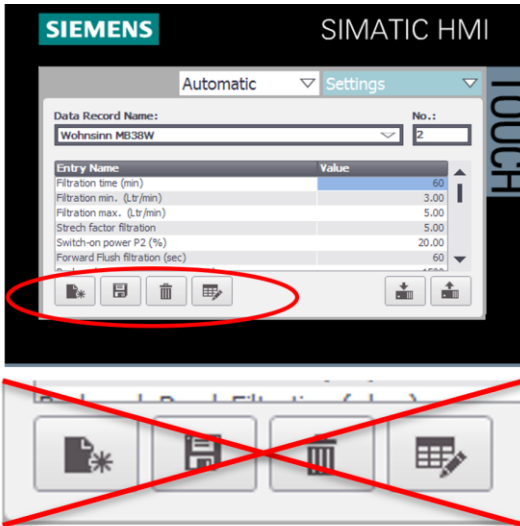 SIEMENS
SIMATIC HMI
TOUCH
Automatic
Settings
Data Record Name:
No.:
Wohnsinn MB38W
2
Entry Name
Value
Filtration time (min)
60
Filtration min. (Ltr/min)
3.00
Filtration max. (Ltr/min)
5.00
Strech factor filtration
5.00
Switch-on power P2 (%)
20.00
Forward Flush filtration (sec)
60